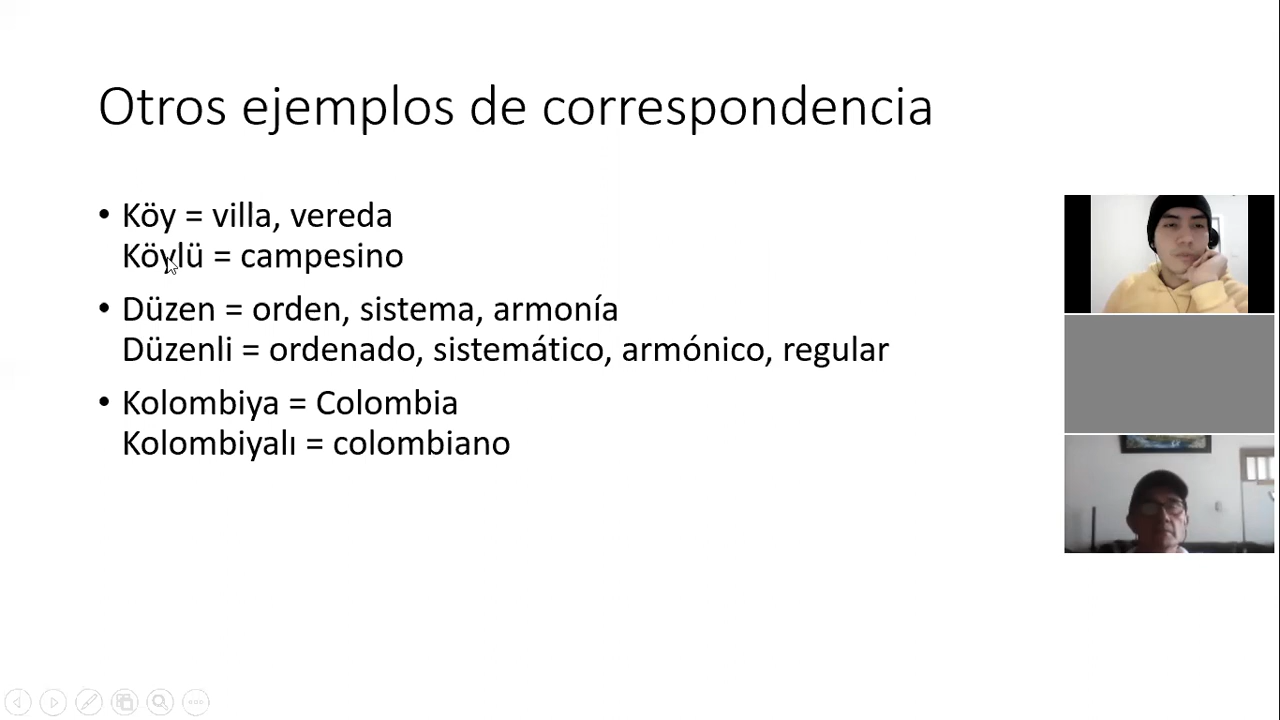 Otros ejemplos de correspondencia
• Köy = villa, vereda
Köylü = campesino
• Düzen = orden, sistema, armonía
Düzenli = ordenado, sistemático, armónico, regular
• Kolombiya = Colombia
Kolombiyalı = colombiano